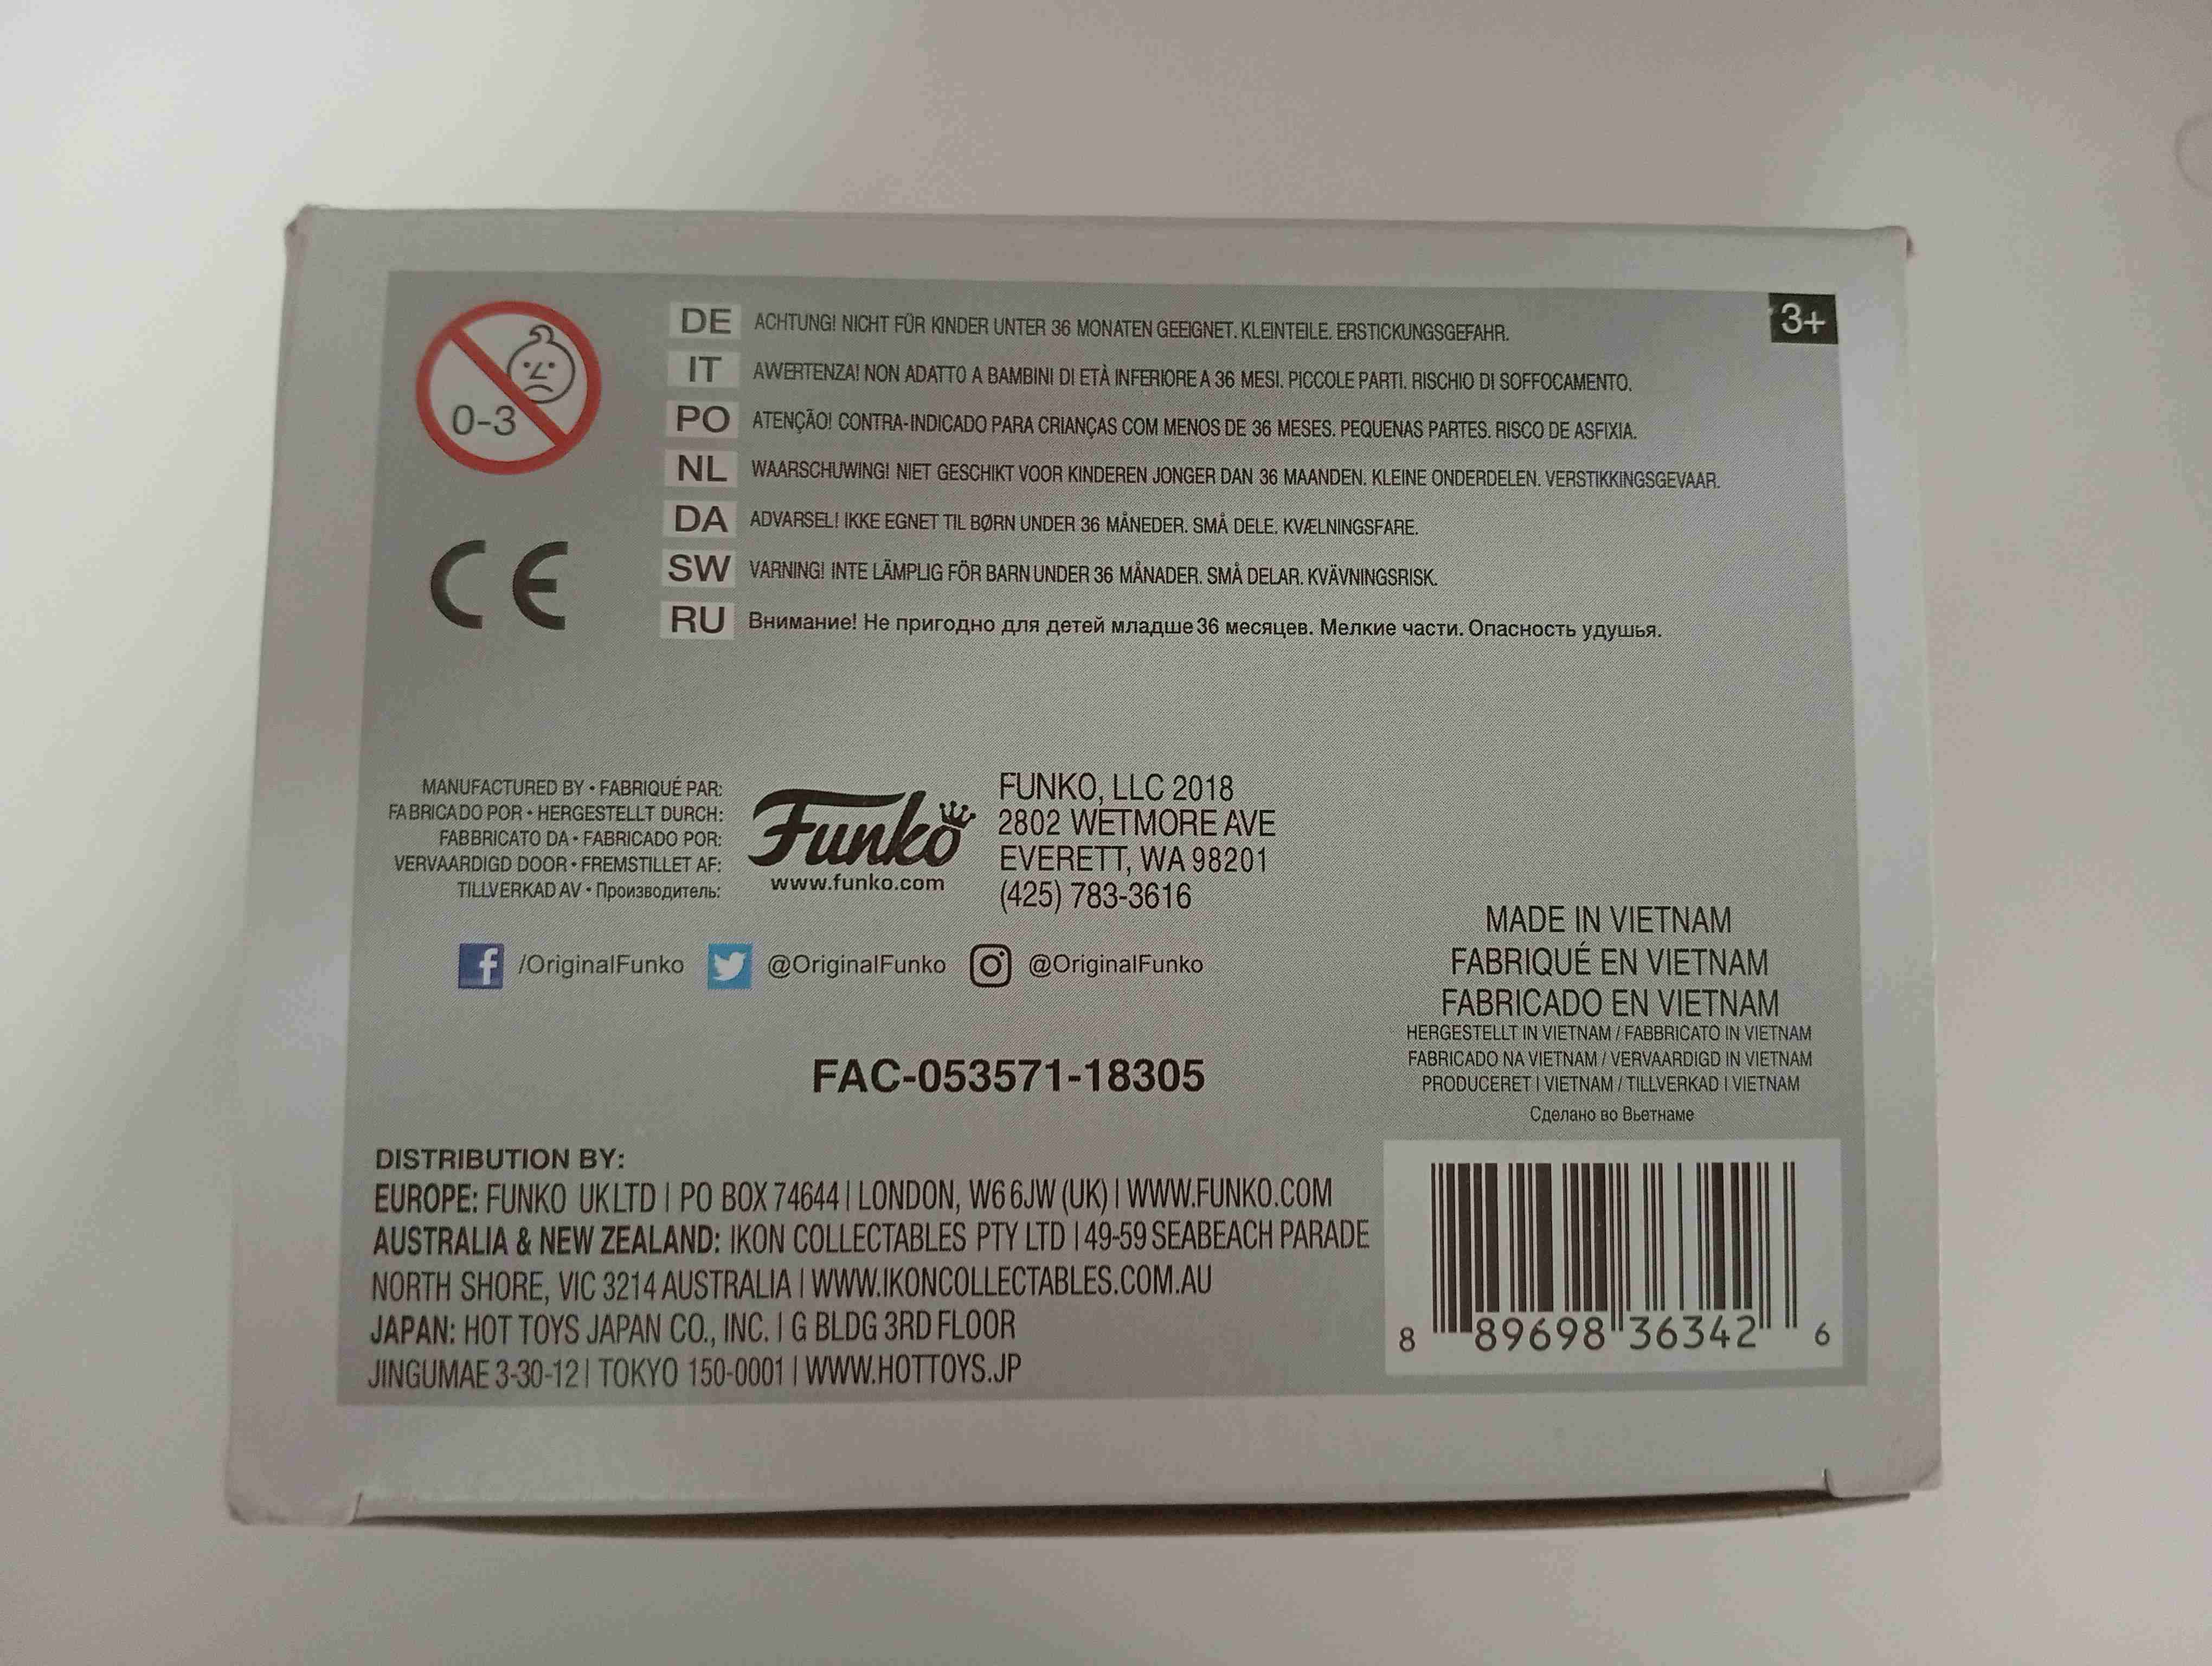 0-3
DE ACHTUNG! NICHT FÜR KINDER UNTER 36 MONATEN GEEIGNET. KLEINTEILE. ERSTICKUNGSGEFAHR.
3+
IT AWERTENZA! NON ADATTO A BAMBINI DI ETÀ INFERIORE A 36 MESI. PICCOLE PARTI. RISCHIO DI SOFFOCAMENTO.
PO ATENÇÃO! CONTRA-INDICADO PARA CRIANÇAS COM MENOS DE 36 MESES. PEQUENAS PARTES. RISCO DE ASFIXIA.
NL WAARSCHUWING! NIET GESCHIKT VOOR KINDEREN JONGER DAN 36 MAANDEN. KLEINE ONDERDELEN. VERSTIKKINGSGEVAAR.
DA ADVARSEL! IKKE EGNET TIL BØRN UNDER 36 MÅNEDER. SMÅ DELE. KVÆLNINGSFARE.
SW VARNING! INTE LÄMPLIG FÖR BARN UNDER 36 MÅNADER. SMÅ DELAR. KVÄVNINGSRISK.
RU Внимание! Не пригодно для детей младше 36 месяцев. Мелкие части. Опасность удушья.
CE
MANUFACTURED BY • FABRIQUÉ PAR:
FABRICADO POR • HERGESTELLT DURCH:
FABBRICATO DA • FABRICADO POR:
VERVAARDIGD DOOR • FREMSTILLET AF:
TILLVERKAD AV • Производитель:
Funko
www.funko.com
FUNKO, LLC 2018
2802 WETMORE AVE
EVERETT, WA 98201
(425) 783-3616
/OriginalFunko @OriginalFunko @OriginalFunko
MADE IN VIETNAM
FABRIQUÉ EN VIETNAM
FABRICADO EN VIETNAM
HERGESTELLT IN VIETNAM / FABBRICATO IN VIETNAM
FABRICADO NA VIETNAM / VERVAARDIGD IN VIETNAM
PRODUCERET I VIETNAM / TILLVERKAD I VIETNAM
Сделано во Вьетнаме
FAC-053571-18305
DISTRIBUTION BY:
EUROPE: FUNKO UK LTD | PO BOX 74644 | LONDON, W6 6JW (UK) | WWW.FUNKO.COM
AUSTRALIA & NEW ZEALAND: IKON COLLECTABLES PTY LTD | 49-59 SEABEACH PARADE
NORTH SHORE, VIC 3214 AUSTRALIA | WWW.IKONCOLLECTABLES.COM.AU
JAPAN: HOT TOYS JAPAN CO., INC. | G BLDG 3RD FLOOR
JINGUMAE 3-30-12 | TOKYO 150-0001 | WWW.HOTTOYS.JP
8 89698 36342 6